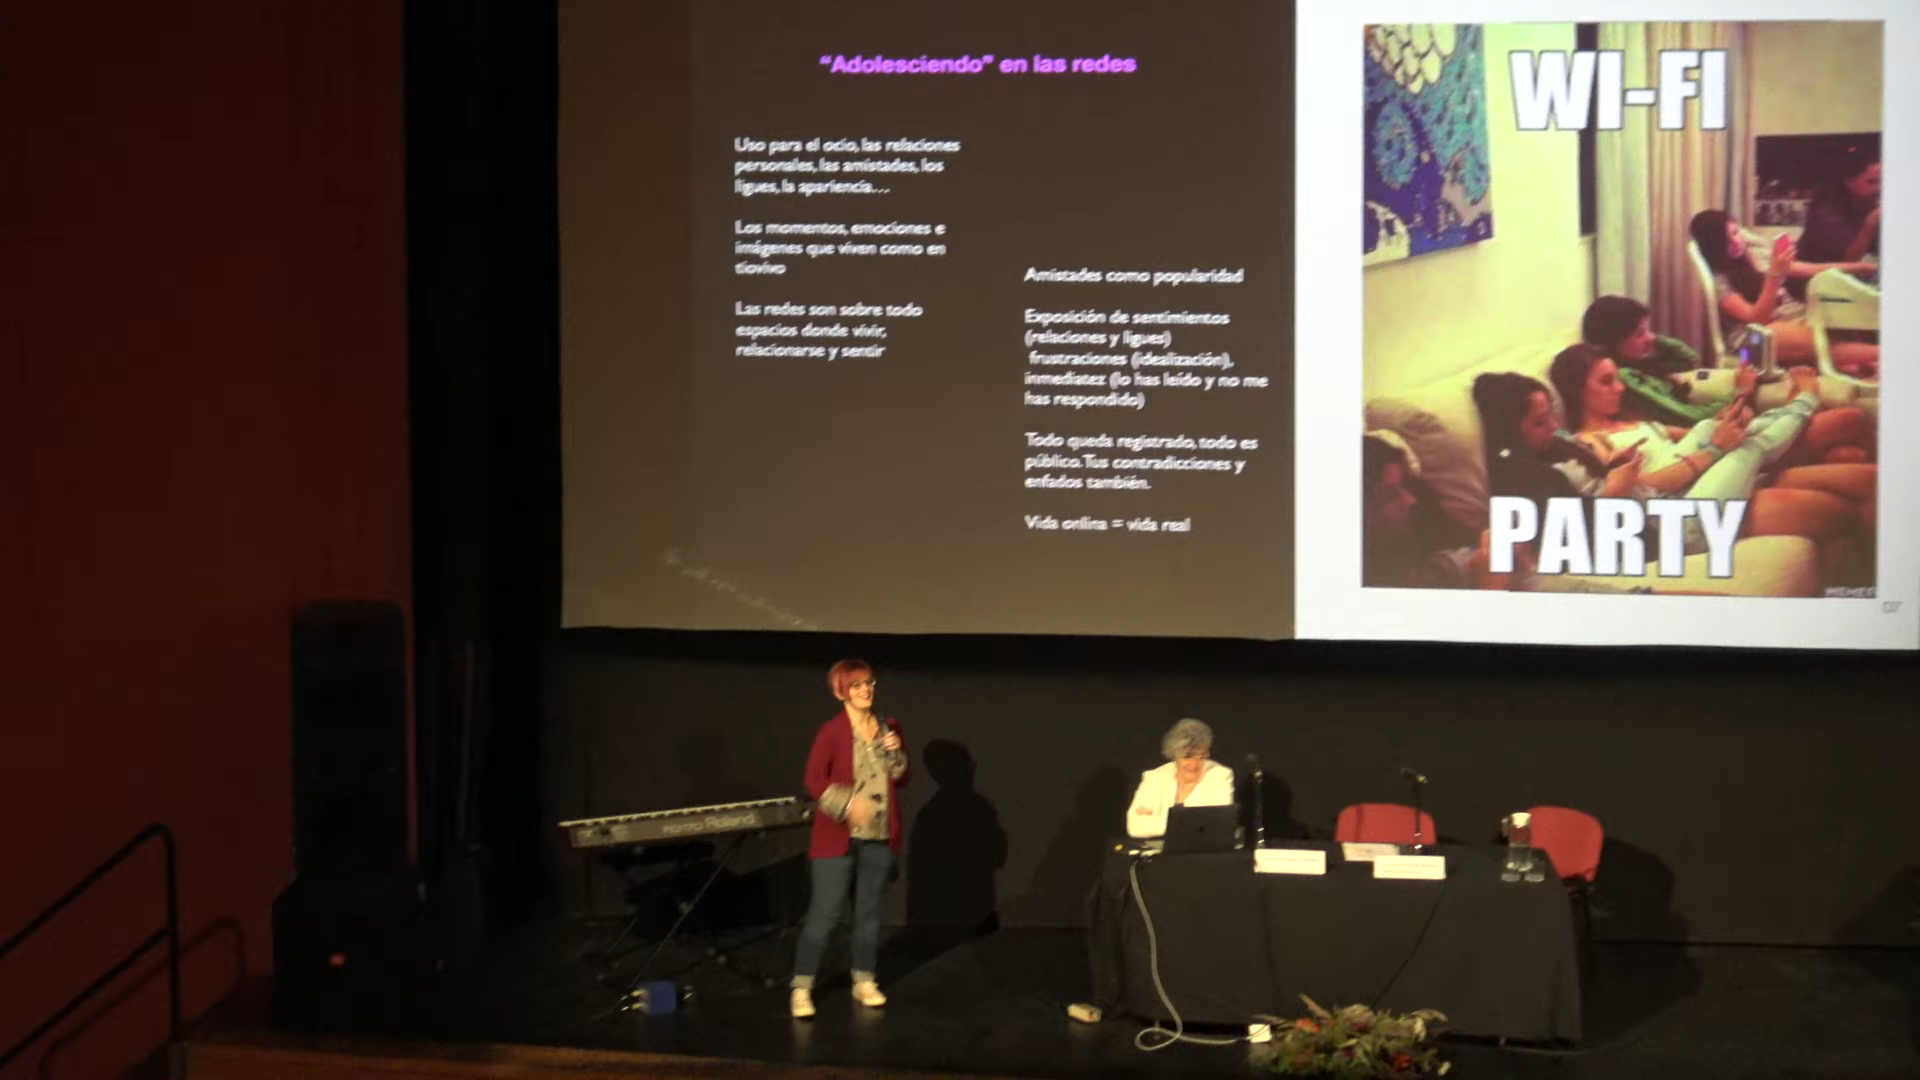 “Adolesciendo” en las redes
Uso para el ocio, las relaciones
personales, las amistades, los
ligues, la apariencia...
Los momentos, emociones e
imágenes que viven como en
tiovivo
Las redes son sobre todo
espacios donde vivir,
relacionarse y sentir
Amistades como popularidad
Exposición de sentimientos
(relaciones y ligues)
frustraciones (idealización),
inmediatez (lo has leído y no me
has respondido)
Todo queda registrado, todo es
público. Tus contradicciones y
enfados también.
Vida online = vida real
WI-FI
PARTY
Roland